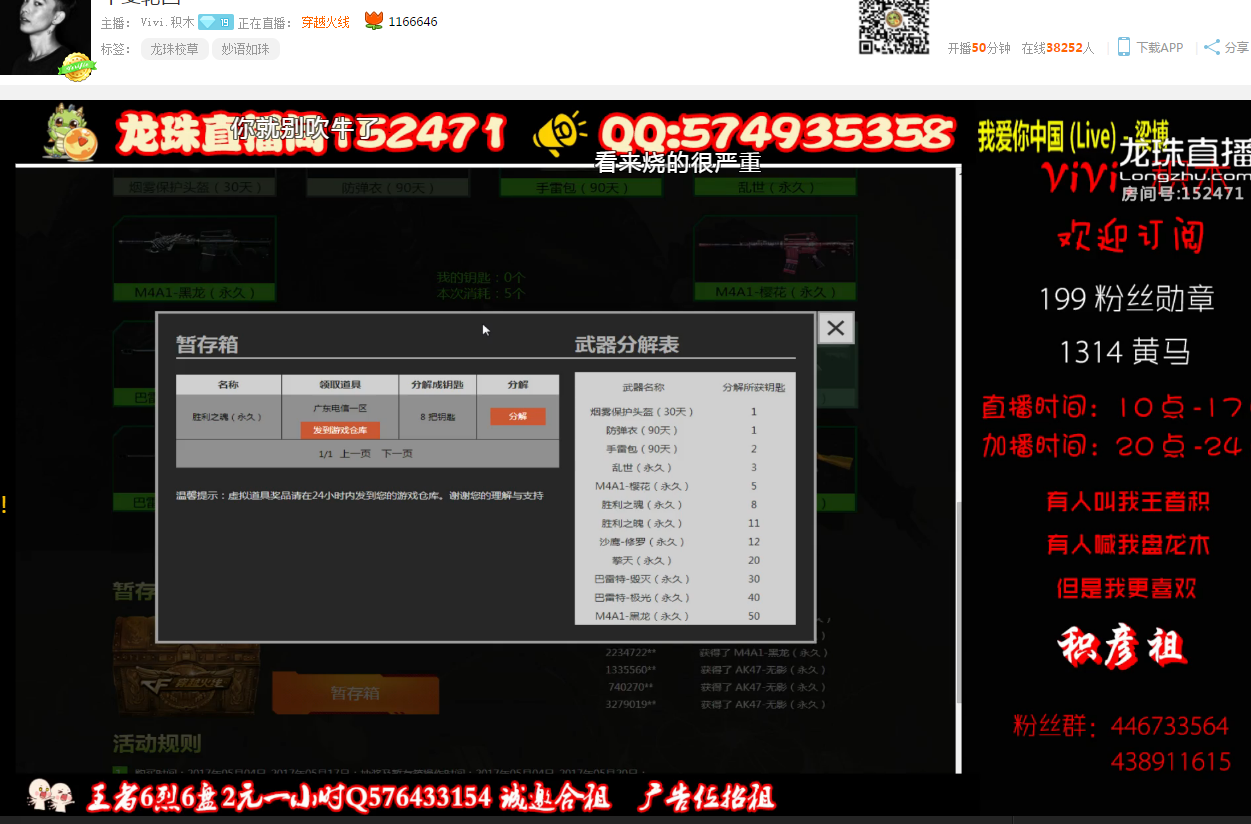 主播： Vivi.积木 19 正在直播： 穿越火线 1166646
标签： 龙珠校草 妙语如珠
开播50分钟 在线38252人 下载APP 分享
你就别吹牛了
QQ:574935358
看来烧的很严重
我爱你中国 (Live) 梁博
龙珠直播
Longzhu.com
房间号:152471
ViVi
欢迎订阅
199 粉丝勋章
1314 黄马
直播时间：10点-17
加播时间：20点-24
有人叫我王者积
有人喊我盘龙木
但是我更喜欢
积彦祖
粉丝群：446733564
438911615
烟雾保护头盔（30天） 防弹衣（90天） 手雷包（90天） 乱世（永久）
我的钥匙：0个
本次消耗：5个
M4A1-黑龙（永久） M4A1-樱花（永久）
暂存箱
名称 领取道具 分解成钥匙 分解
胜利之魂（永久） 广东电信一区 8 把钥匙 分解
发到游戏仓库
1/1 上一页 下一页
温馨提示：虚拟道具奖品请在24小时内发到您的游戏仓库。谢谢您的理解与支持
武器分解表
武器名称 分解所获钥匙
烟雾保护头盔（30天） 1
防弹衣（90天） 1
手雷包（90天） 2
乱世（永久） 3
M4A1-樱花（永久） 5
胜利之魂（永久） 8
胜利之魄（永久） 11
沙鹰-修罗（永久） 12
擎天（永久） 20
巴雷特-毁灭（永久） 30
巴雷特-极光（永久） 40
M4A1-黑龙（永久） 50
暂存
2234722** 获得了 M4A1-黑龙（永久）
1335560** 获得了 AK47-无影（永久）
740270** 获得了 AK47-无影（永久）
3279019** 获得了 AK47-无影（永久）
暂存箱
活动规则
!
王者6烈6盘2元一小时Q576433154 诚邀合租 广告位招租